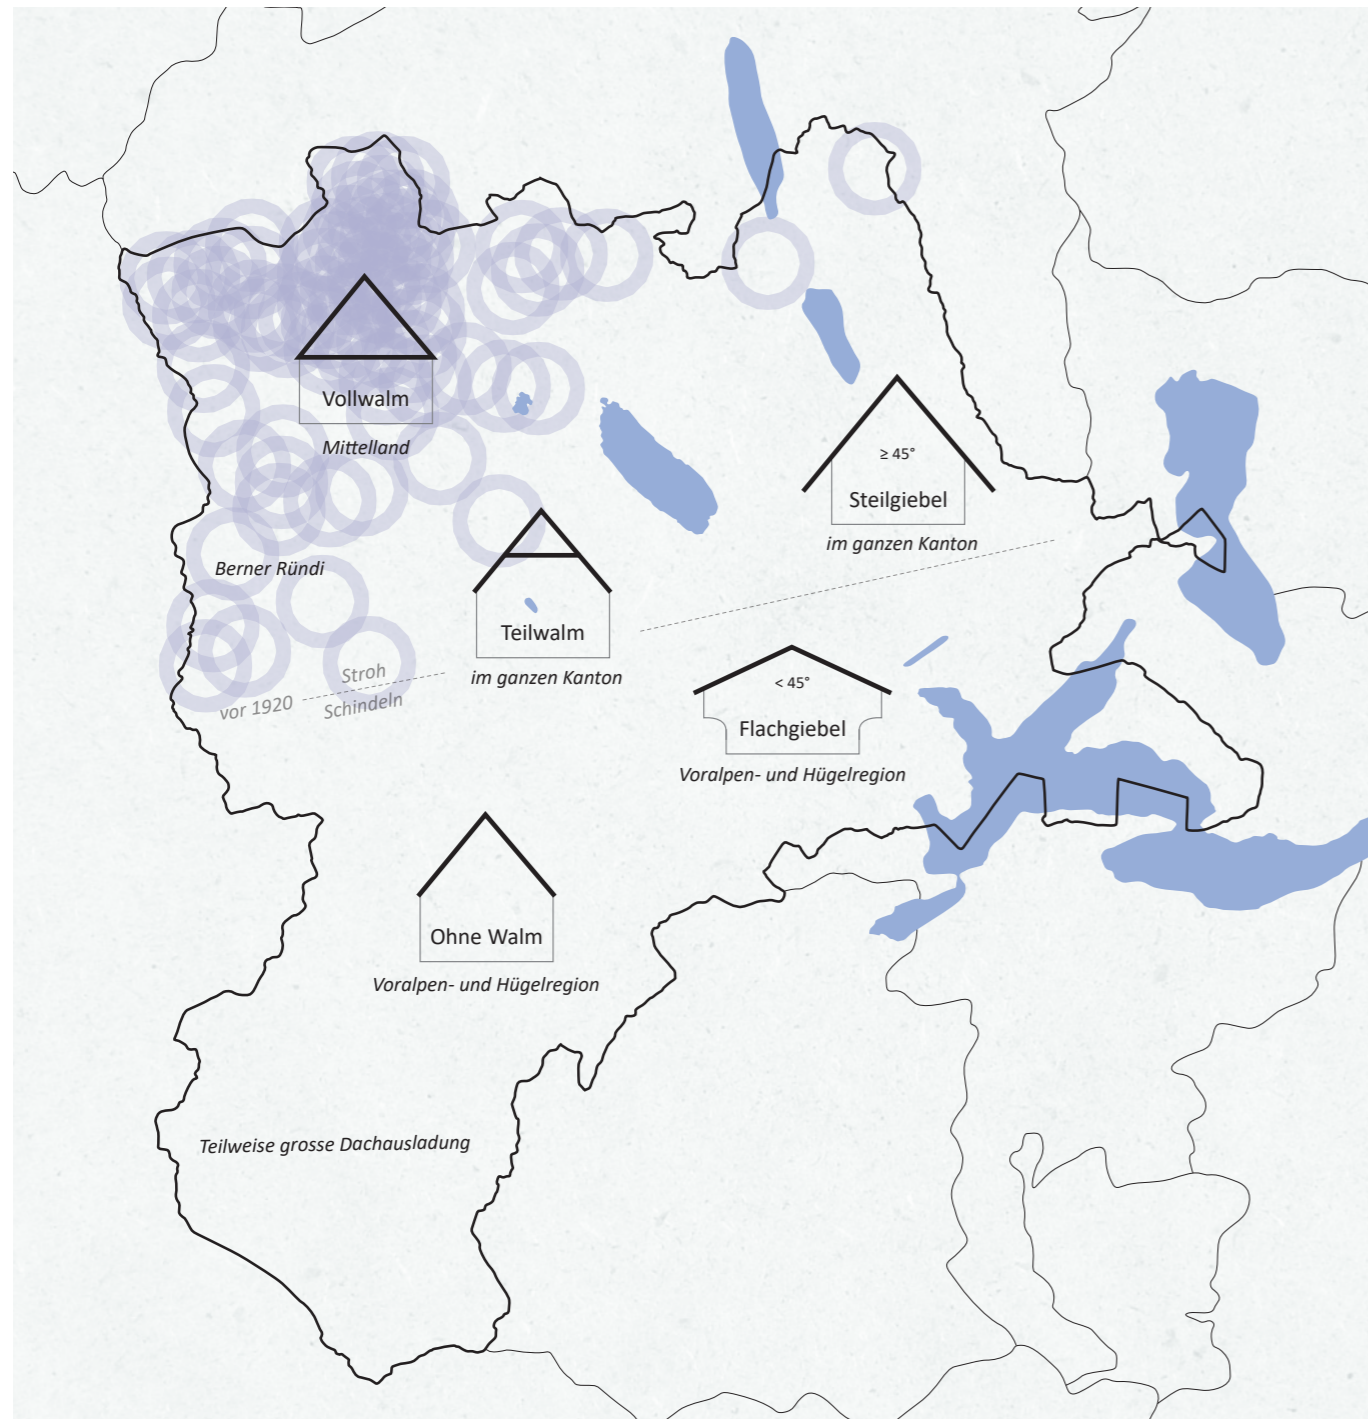 Vollwalm
Mittelland
≥ 45°
Steilgiebel
im ganzen Kanton
Berner Ründi
Teilwalm
im ganzen Kanton
Stroh
vor 1920
Schindeln
< 45°
Flachgiebel
Voralpen- und Hügelregion
Ohne Walm
Voralpen- und Hügelregion
Teilweise grosse Dachausladung